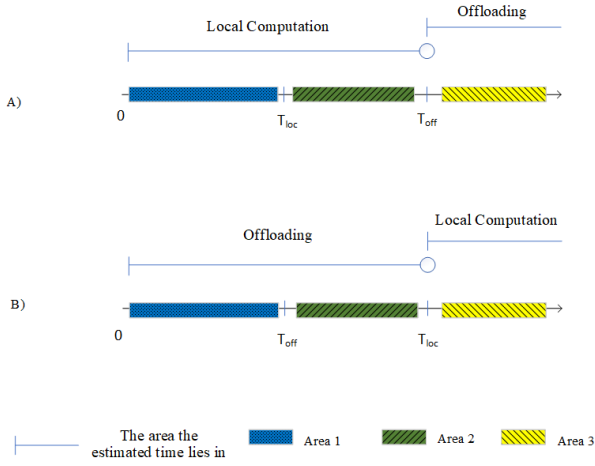 Offloading
Local Computation
A)
0
Tloc
Toff
Local Computation
Offloading
B)
0
Toff
Tloc
The area the
estimated time lies in
Area 1
Area 2
Area 3